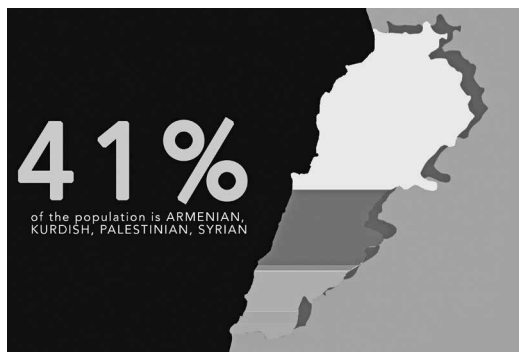 41%
of the population is ARMENIAN,
KURDISH, PALESTINIAN, SYRIAN